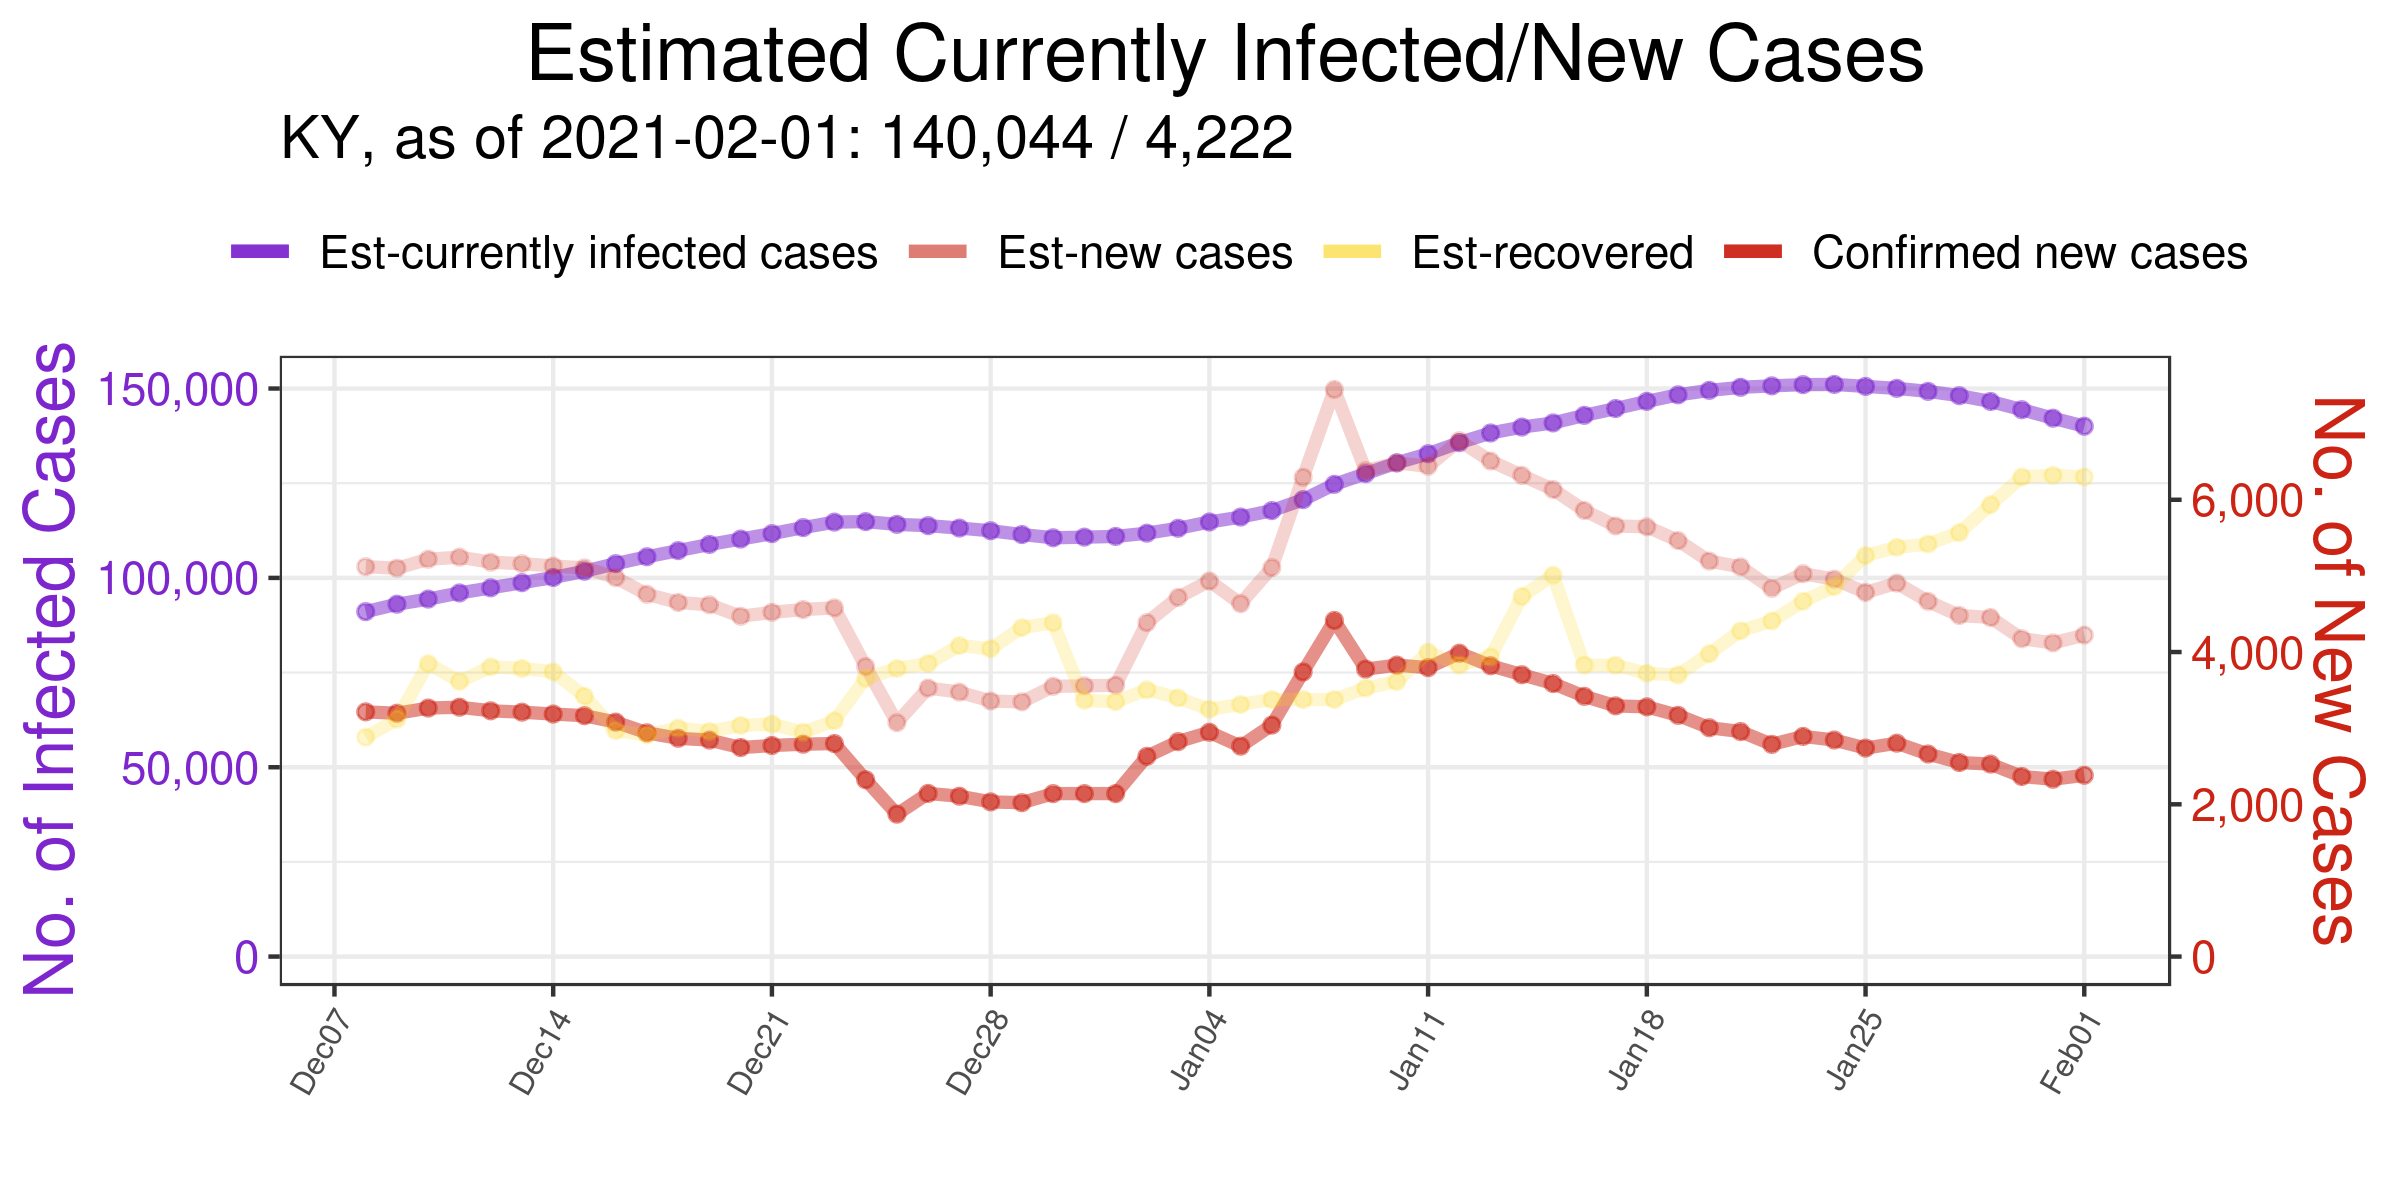 Estimated Currently Infected/New Cases
KY, as of 2021-02-01: 140,044 / 4,222
Est-currently infected cases Est-new cases Est-recovered Confirmed new cases
No. of Infected Cases
150,000
100,000
50,000
0
No. of New Cases
6,000
4,000
2,000
0
Dec07 Dec14 Dec21 Dec28 Jan04 Jan11 Jan18 Jan25 Feb01